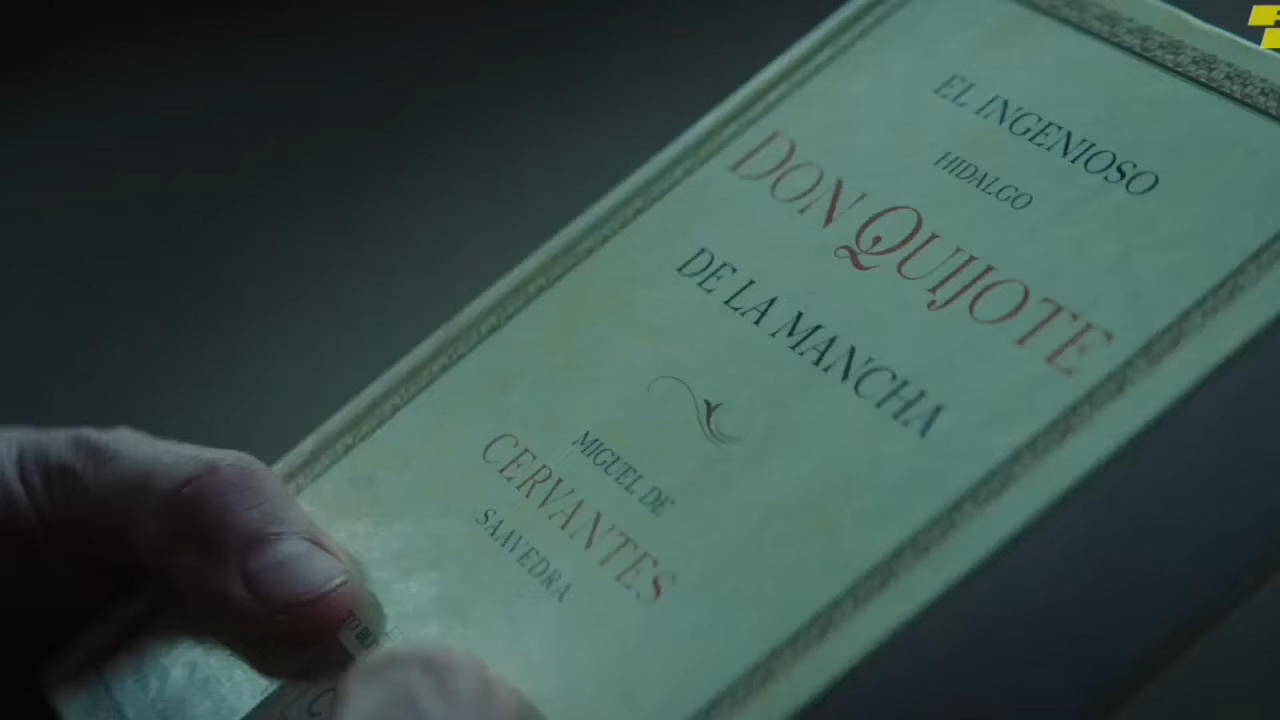 EL INGENIOSO
HIDALGO
DON QUIJOTE
DE LA MANCHA
MIGUEL DE
CERVANTES
SAAVEDRA